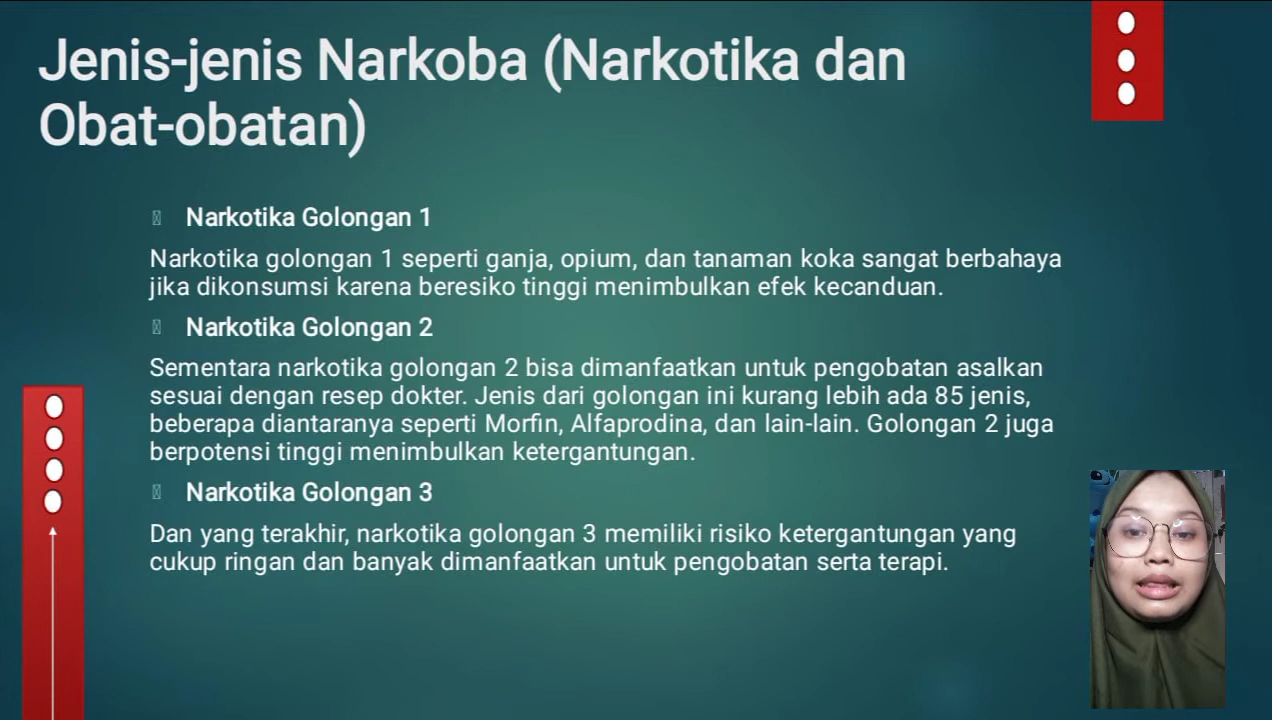 Jenis-jenis Narkoba (Narkotika dan
Obat-obatan)
Narkotika Golongan 1
Narkotika golongan 1 seperti ganja, opium, dan tanaman koka sangat berbahaya
jika dikonsumsi karena beresiko tinggi menimbulkan efek kecanduan.
Narkotika Golongan 2
Sementara narkotika golongan 2 bisa dimanfaatkan untuk pengobatan asalkan
sesuai dengan resep dokter. Jenis dari golongan ini kurang lebih ada 85 jenis,
beberapa diantaranya seperti Morfin, Alfaprodina, dan lain-lain. Golongan 2 juga
berpotensi tinggi menimbulkan ketergantungan.
Narkotika Golongan 3
Dan yang terakhir, narkotika golongan 3 memiliki risiko ketergantungan yang
cukup ringan dan banyak dimanfaatkan untuk pengobatan serta terapi.